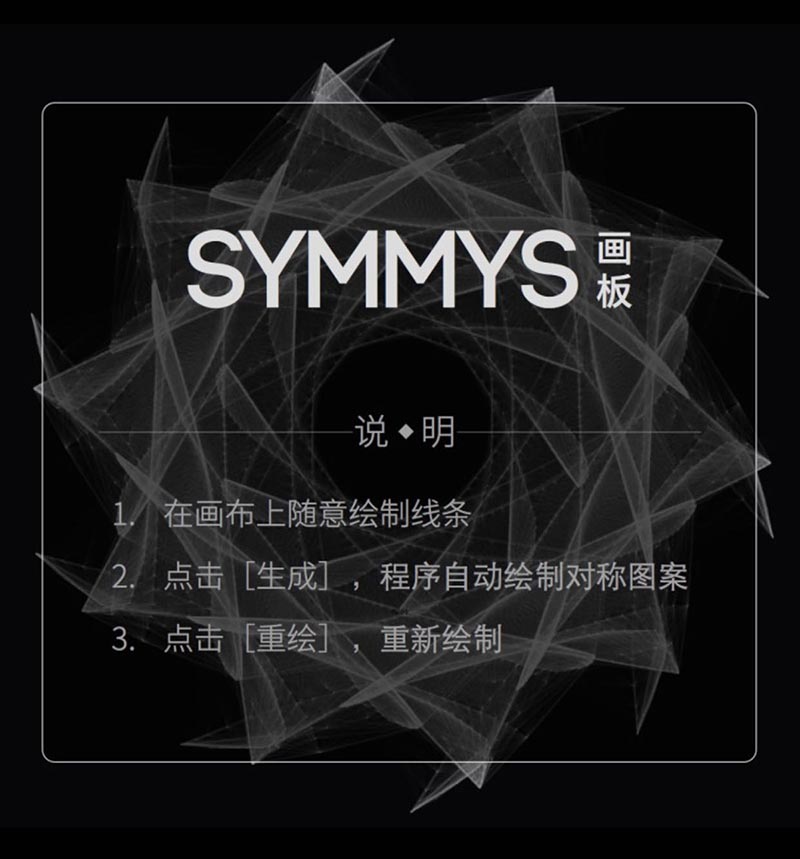 SYMMYS 画板
说◆明
1. 在画布上随意绘制线条
2. 点击［生成］，程序自动绘制对称图案
3. 点击［重绘］，重新绘制